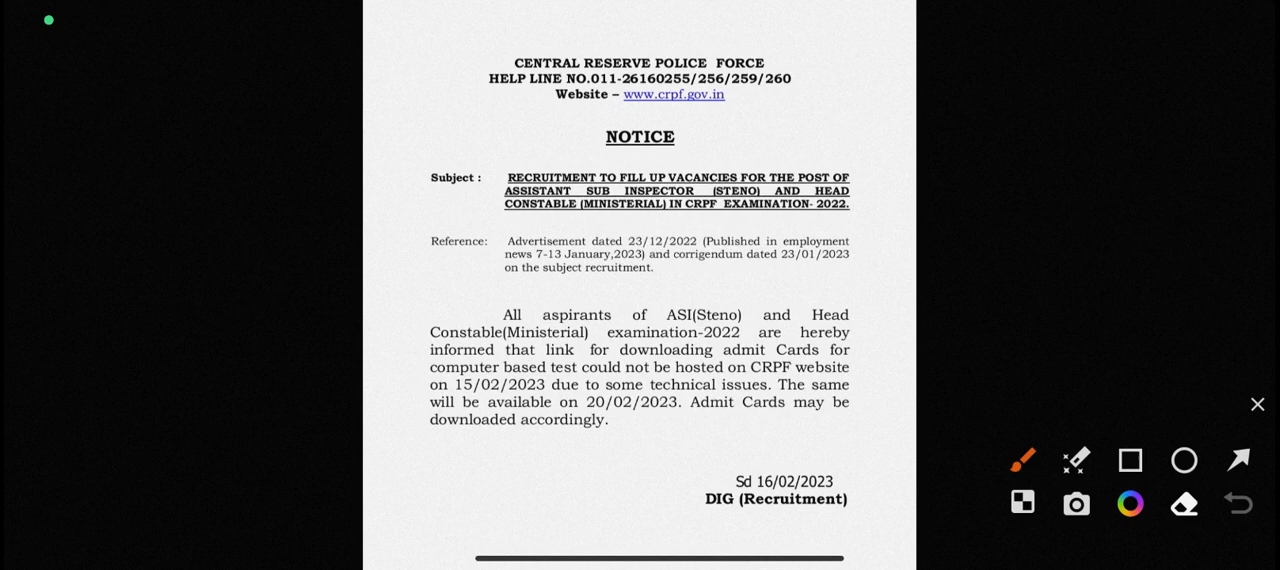 CENTRAL RESERVE POLICE FORCE
HELP LINE NO.011-26160255/256/259/260
Website – www.crpf.gov.in
NOTICE
Subject : RECRUITMENT TO FILL UP VACANCIES FOR THE POST OF
ASSISTANT SUB INSPECTOR (STENO) AND HEAD
CONSTABLE (MINISTERIAL) IN CRPF EXAMINATION- 2022.
Reference: Advertisement dated 23/12/2022 (Published in employment
news 7-13 January,2023) and corrigendum dated 23/01/2023
on the subject recruitment.
All aspirants of ASI(Steno) and Head
Constable(Ministerial) examination-2022 are hereby
informed that link for downloading admit Cards for
computer based test could not be hosted on CRPF website
on 15/02/2023 due to some technical issues. The same
will be available on 20/02/2023. Admit Cards may be
downloaded accordingly.
Sd 16/02/2023
DIG (Recruitment)